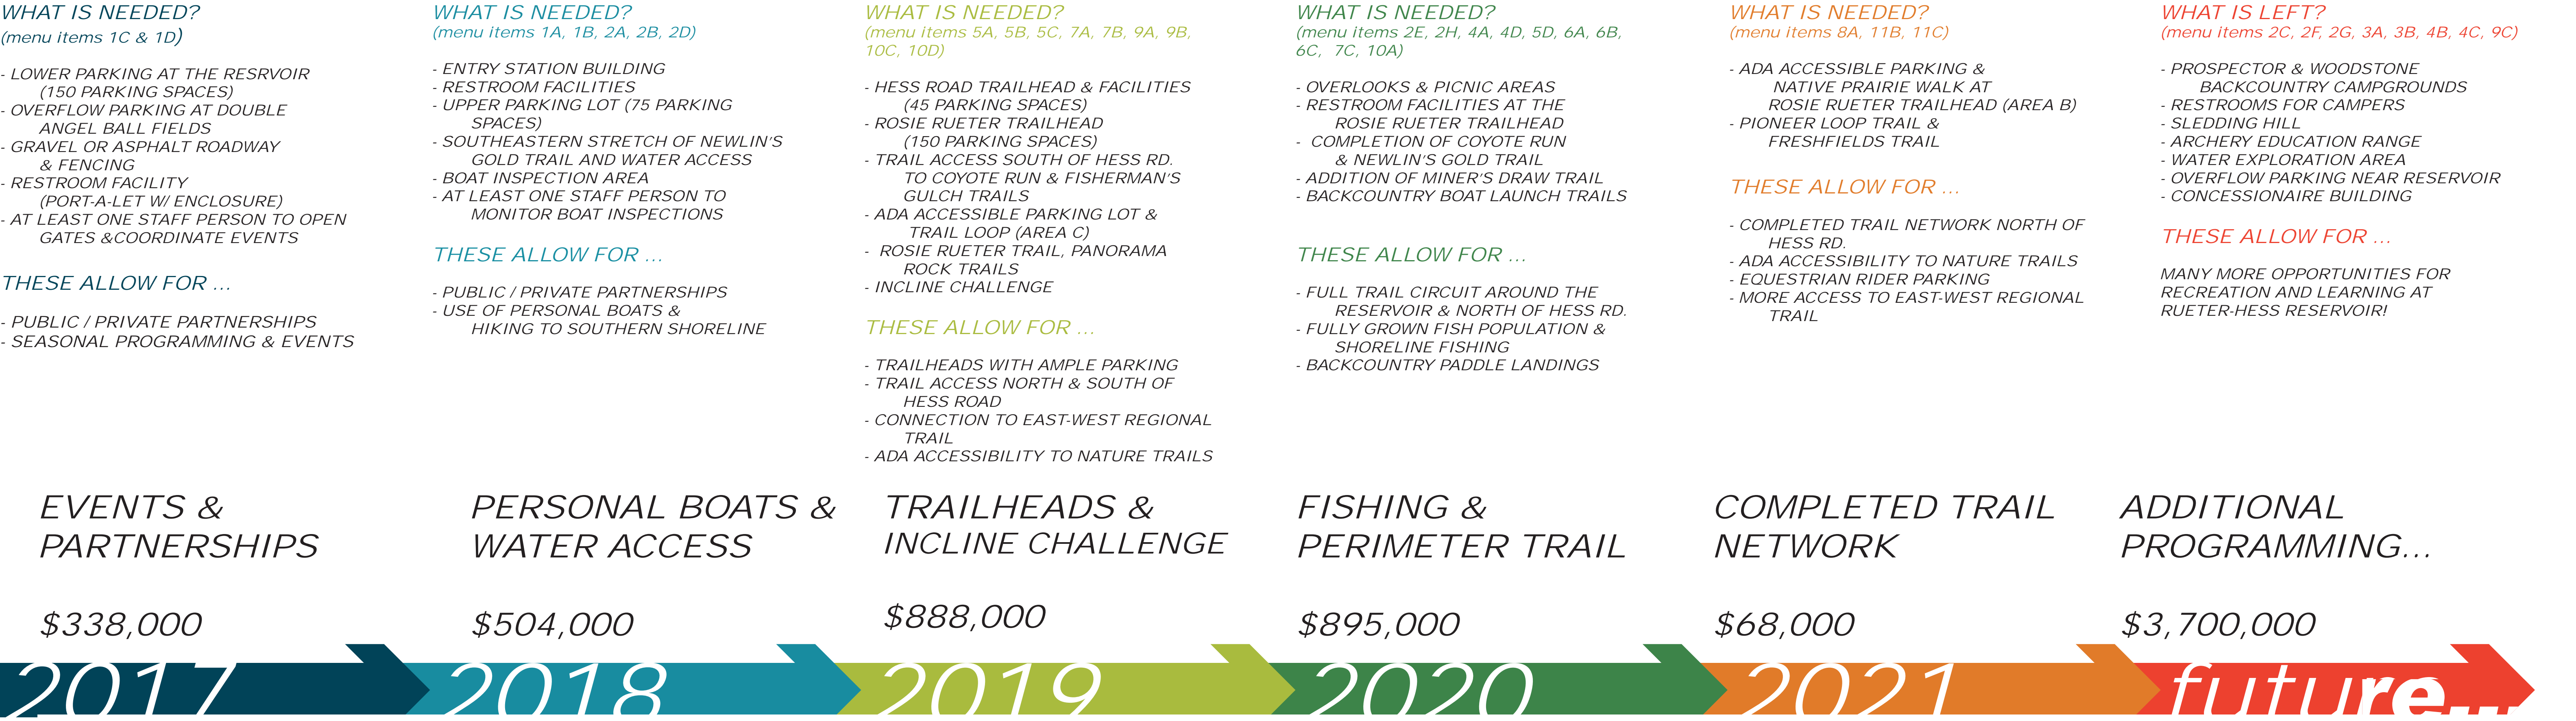 WHAT IS NEEDED?
(menu items 1C & 1D)
- LOWER PARKING AT THE RESRVOIR
(150 PARKING SPACES)
- OVERFLOW PARKING AT DOUBLE
ANGEL BALL FIELDS
- GRAVEL OR ASPHALT ROADWAY
& FENCING
- RESTROOM FACILITY
(PORT-A-LET W/ ENCLOSURE)
- AT LEAST ONE STAFF PERSON TO OPEN
GATES &COORDINATE EVENTS
THESE ALLOW FOR ...
- PUBLIC / PRIVATE PARTNERSHIPS
- SEASONAL PROGRAMMING & EVENTS
EVENTS &
PARTNERSHIPS
$338,000
2017
WHAT IS NEEDED?
(menu items 1A, 1B, 2A, 2B, 2D)
- ENTRY STATION BUILDING
- RESTROOM FACILITIES
- UPPER PARKING LOT (75 PARKING
SPACES)
- SOUTHEASTERN STRETCH OF NEWLIN'S
GOLD TRAIL AND WATER ACCESS
- BOAT INSPECTION AREA
- AT LEAST ONE STAFF PERSON TO
MONITOR BOAT INSPECTIONS
THESE ALLOW FOR ...
- PUBLIC / PRIVATE PARTNERSHIPS
- USE OF PERSONAL BOATS &
HIKING TO SOUTHERN SHORELINE
PERSONAL BOATS &
WATER ACCESS
$504,000
2018
WHAT IS NEEDED?
(menu items 5A, 5B, 5C, 7A, 7B, 9A, 9B,
10C, 10D)
- HESS ROAD TRAILHEAD & FACILITIES
(45 PARKING SPACES)
- ROSIE RUETER TRAILHEAD
(150 PARKING SPACES)
- TRAIL ACCESS SOUTH OF HESS RD.
TO COYOTE RUN & FISHERMAN'S
GULCH TRAILS
- ADA ACCESSIBLE PARKING LOT &
TRAIL LOOP (AREA C)
- ROSIE RUETER TRAIL, PANORAMA
ROCK TRAILS
- INCLINE CHALLENGE
THESE ALLOW FOR ...
- TRAILHEADS WITH AMPLE PARKING
- TRAIL ACCESS NORTH & SOUTH OF
HESS ROAD
- CONNECTION TO EAST-WEST REGIONAL
TRAIL
- ADA ACCESSIBILITY TO NATURE TRAILS
TRAILHEADS &
INCLINE CHALLENGE
$888,000
2019
WHAT IS NEEDED?
(menu items 2E, 2H, 4A, 4D, 5D, 6A, 6B,
6C, 7C, 10A)
- OVERLOOKS & PICNIC AREAS
- RESTROOM FACILITIES AT THE
ROSIE RUETER TRAILHEAD
- COMPLETION OF COYOTE RUN
& NEWLIN'S GOLD TRAIL
- ADDITION OF MINER'S DRAW TRAIL
- BACKCOUNTRY BOAT LAUNCH TRAILS
THESE ALLOW FOR ...
- FULL TRAIL CIRCUIT AROUND THE
RESERVOIR & NORTH OF HESS RD.
- FULLY GROWN FISH POPULATION &
SHORELINE FISHING
- BACKCOUNTRY PADDLE LANDINGS
FISHING &
PERIMETER TRAIL
$895,000
2020
WHAT IS NEEDED?
(menu items 8A, 11B, 11C)
- ADA ACCESSIBLE PARKING &
NATIVE PRAIRIE WALK AT
ROSIE RUETER TRAILHEAD (AREA B)
- PIONEER LOOP TRAIL &
FRESHFIELDS TRAIL
THESE ALLOW FOR ...
- COMPLETED TRAIL NETWORK NORTH OF
HESS RD.
- ADA ACCESSIBILITY TO NATURE TRAILS
- EQUESTRIAN RIDER PARKING
- MORE ACCESS TO EAST-WEST REGIONAL
TRAIL
COMPLETED TRAIL
NETWORK
$68,000
2021
WHAT IS LEFT?
(menu items 2C, 2F, 2G, 3A, 3B, 4B, 4C, 9C)
- PROSPECTOR & WOODSTONE
BACKCOUNTRY CAMPGROUNDS
- RESTROOMS FOR CAMPERS
- SLEDDING HILL
- ARCHERY EDUCATION RANGE
- WATER EXPLORATION AREA
- OVERFLOW PARKING NEAR RESERVOIR
- CONCESSIONAIRE BUILDING
THESE ALLOW FOR ...
MANY MORE OPPORTUNITIES FOR
RECREATION AND LEARNING AT
RUETER-HESS RESERVOIR!
ADDITIONAL
PROGRAMMING...
$3,700,000
future...